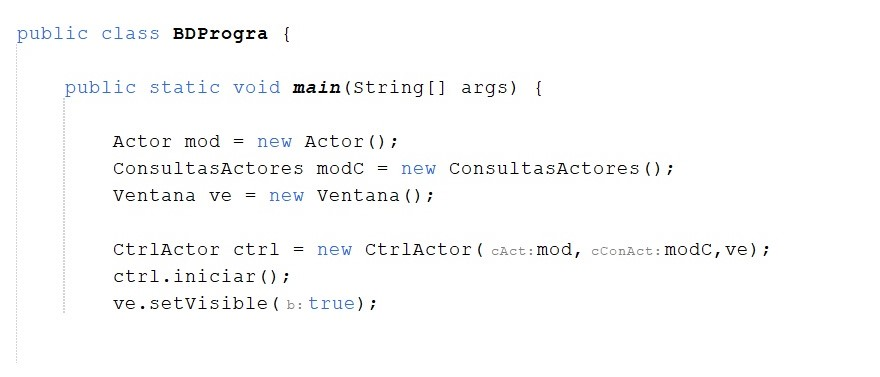 public class BDProgra {
public static void main(String[] args) {
Actor mod = new Actor();
ConsultasActores modC = new ConsultasActores();
Ventana ve = new Ventana();
CtrlActor ctrl = new CtrlActor( cAct: mod, cConAct: modC,ve);
ctrl.iniciar();
ve.setVisible( b: true);